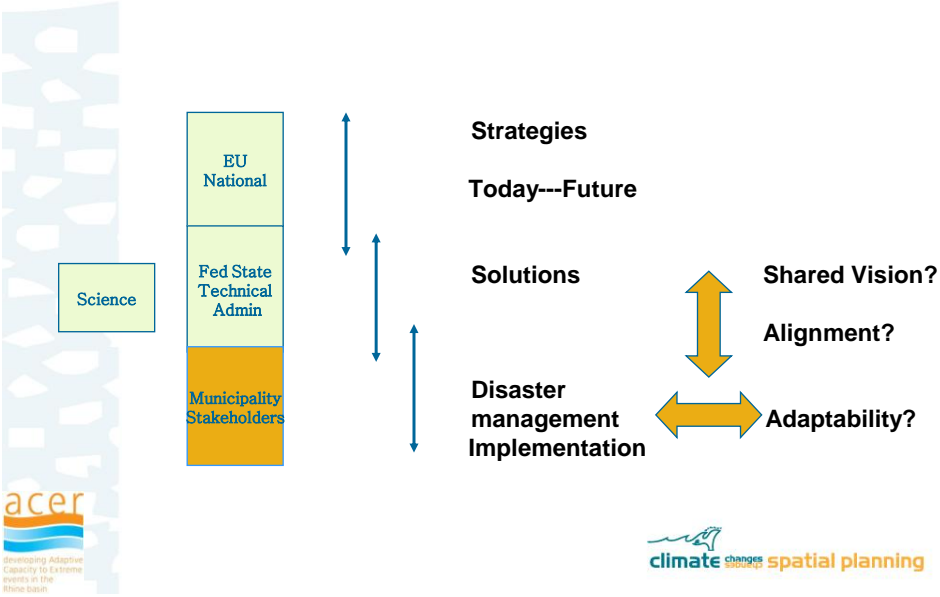 EU
National
Fed State
Technical
Admin
Science
Municipality
Stakeholders
Strategies
Today---Future
Solutions
Disaster
management
Implementation
Shared Vision?
Alignment?
Adaptability?
acer
developing Adaptive
Capacity to Extreme
events in the
Rhine basin
climate changes changes spatial planning